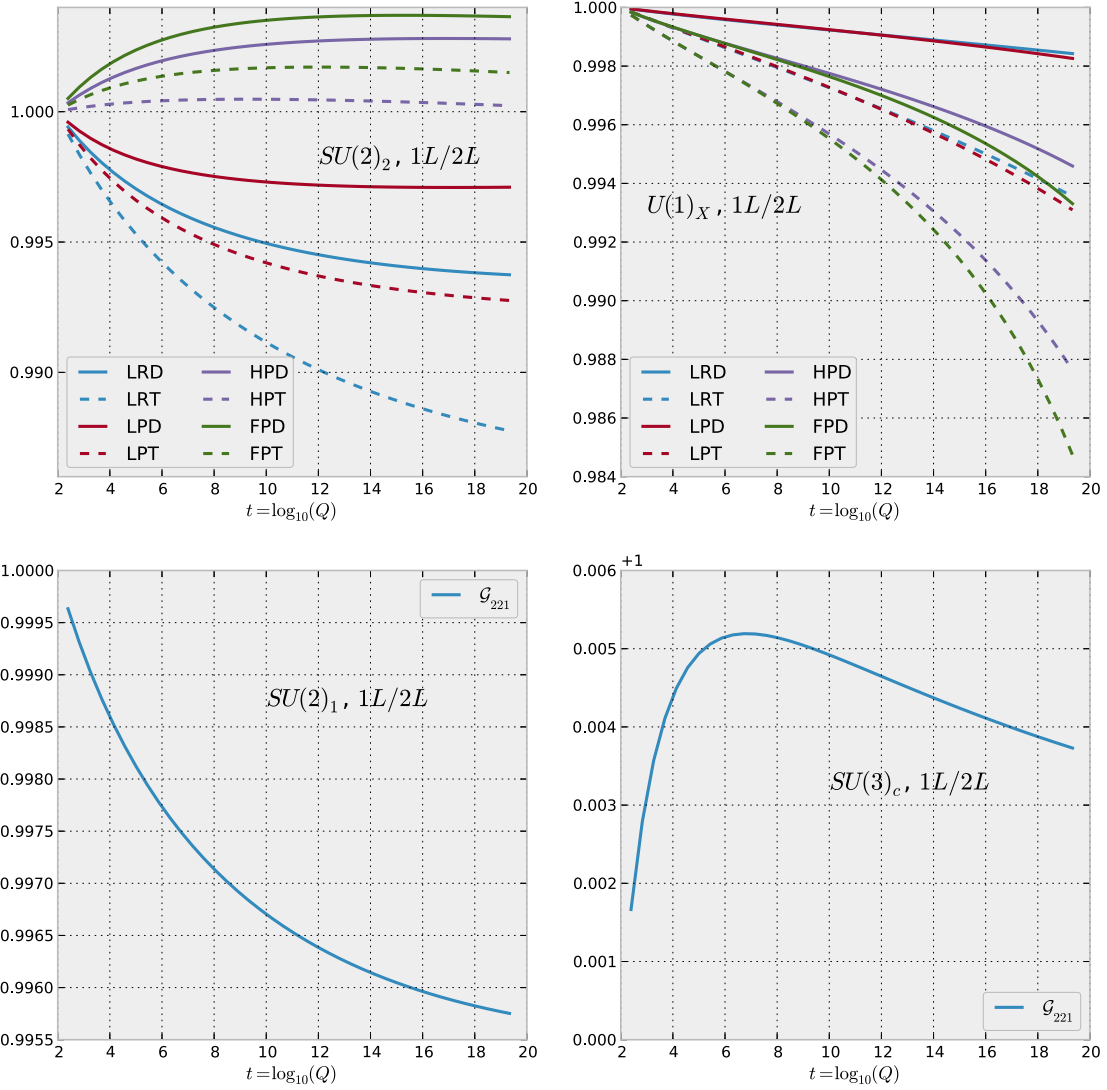 1.000
0.995
0.990
SU(2)₂, 1L/2L
LRD HPD
LRT HPT
LPD FPD
LPT FPT
2 4 6 8 10 12 14 16 18 20
t=log₁₀(Q)
1.000
0.998
0.996
0.994
0.992
0.990
0.988
0.986
0.984
U(1)_X, 1L/2L
LRD HPD
LRT HPT
LPD FPD
LPT FPT
2 4 6 8 10 12 14 16 18 20
t=log₁₀(Q)
1.0000
0.9995
0.9990
0.9985
0.9980
0.9975
0.9970
0.9965
0.9960
0.9955
𝒢₂₂₁
SU(2)₁, 1L/2L
2 4 6 8 10 12 14 16 18 20
t=log₁₀(Q)
+1
0.006
0.005
0.004
0.003
0.002
0.001
0.000
SU(3)_c, 1L/2L
𝒢₂₂₁
2 4 6 8 10 12 14 16 18 20
t=log₁₀(Q)